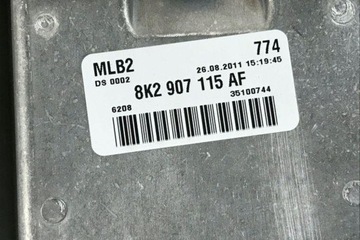 MLB2 774
DS 0002 26.08.2011 15:19:45
8K2 907 115 AF
6208 35100744